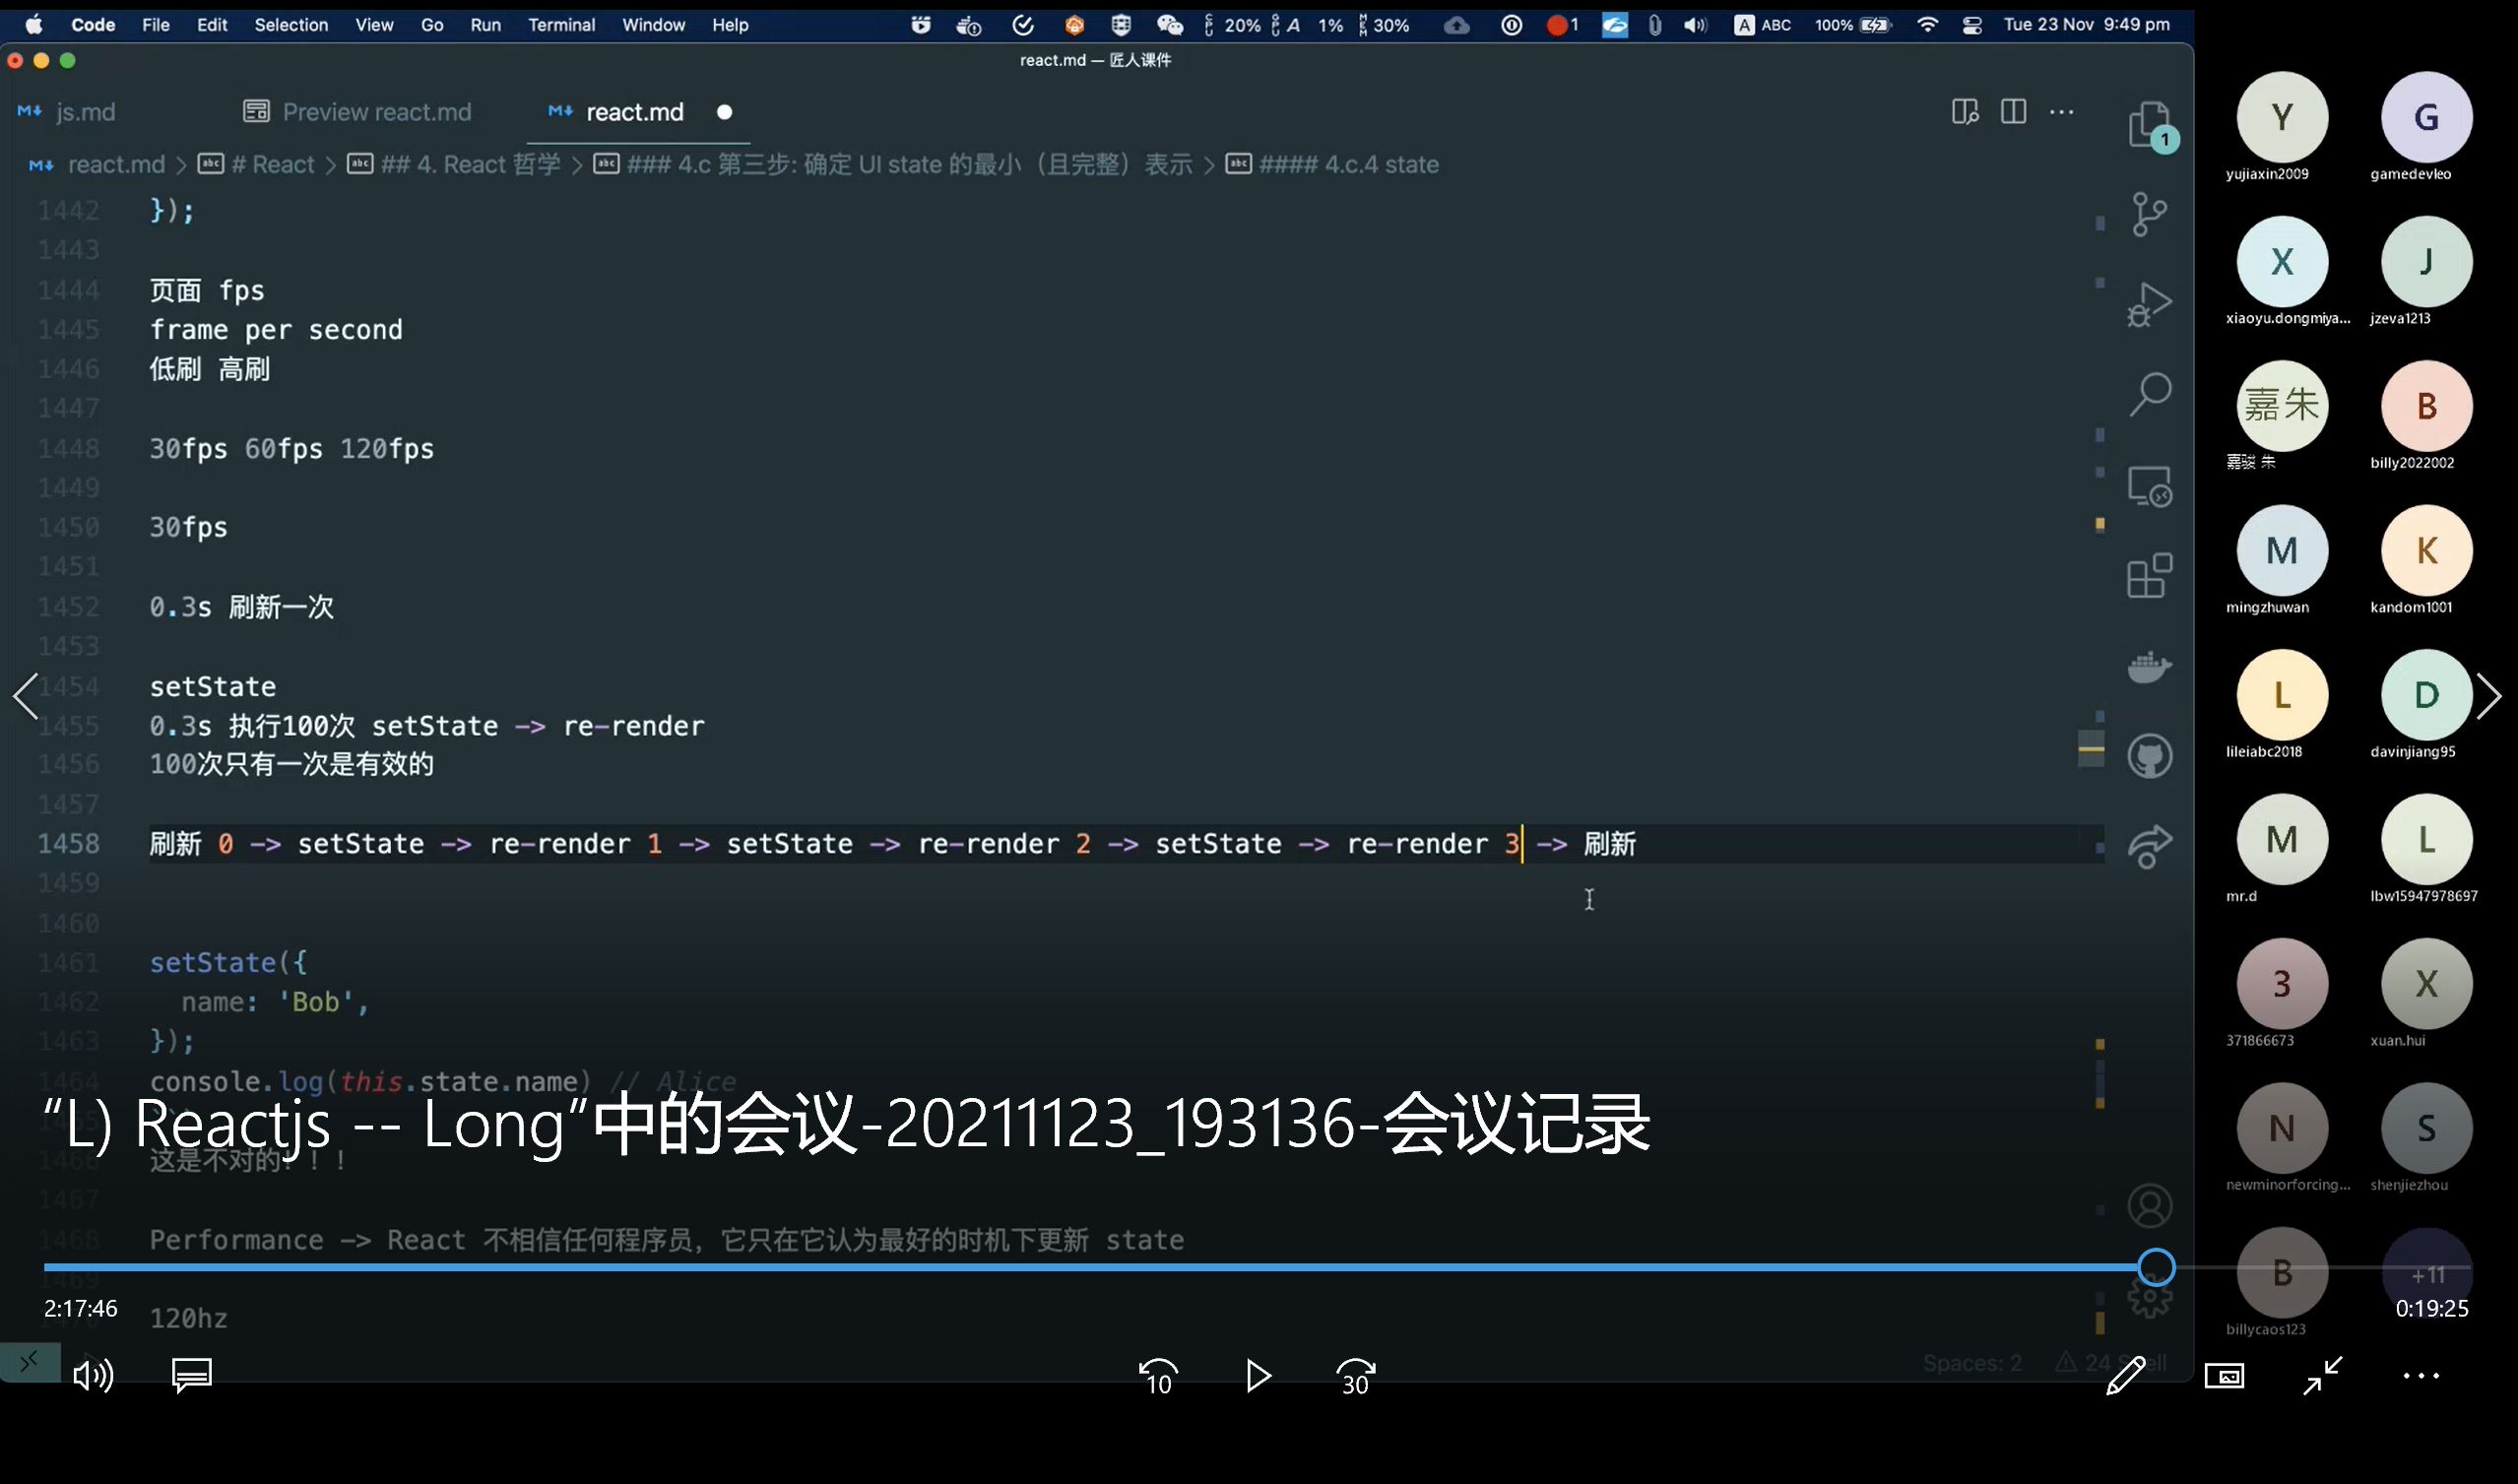 Code File Edit Selection View Go Run Terminal Window Help 20% 1% 30% 1 A ABC 100% Tue 23 Nov 9:49 pm
react.md — 匠人课件
js.md Preview react.md react.md
react.md > # React > ## 4. React 哲学 > ### 4.c 第三步: 确定 UI state 的最小（且完整）表示 > #### 4.c.4 state
1
1442 });
1443
1444 页面 fps
1445 frame per second
1446 低刷 高刷
1447
1448 30fps 60fps 120fps
1449
1450 30fps
1451
1452 0.3s 刷新一次
1453
1454 setState
1455 0.3s 执行100次 setState -> re-render
1456 100次只有一次是有效的
1457
1458 刷新 0 -> setState -> re-render 1 -> setState -> re-render 2 -> setState -> re-render 3 -> 刷新
1459
1460
1461 setState({
1462 name: 'Bob',
1463 });
1464 console.log(this.state.name) // Alice
“L) Reactjs -- Long”中的会议-20211123_193136-会议记录
这是不对的！！！
1467
1468 Performance -> React 不相信任何程序员，它只在它认为最好的时机下更新 state
1469
120hz
2:17:46
0:19:25
Spaces: 2 24
10 30
Y G
yujiaxin2009 gamedevleo
X J
xiaoyu.dongmiya... jzeva1213
嘉朱 B
嘉骏 朱 billy2022002
M K
mingzhuwan kandom1001
L D
lileiabc2018 davinjiang95
M L
mr.d lbw15947978697
3 X
371866673 xuan.hui
N S
newminorforcing... shenjiezhou
B +11
billycaos123